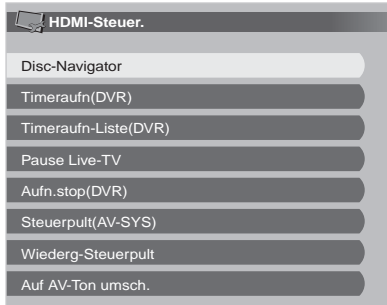 HDMI-Steuer.
Disc-Navigator
Timeraufn(DVR)
Timeraufn-Liste(DVR)
Pause Live-TV
Aufn.stop(DVR)
Steuerpult(AV-SYS)
Wiederg-Steuerpult
Auf AV-Ton umsch.